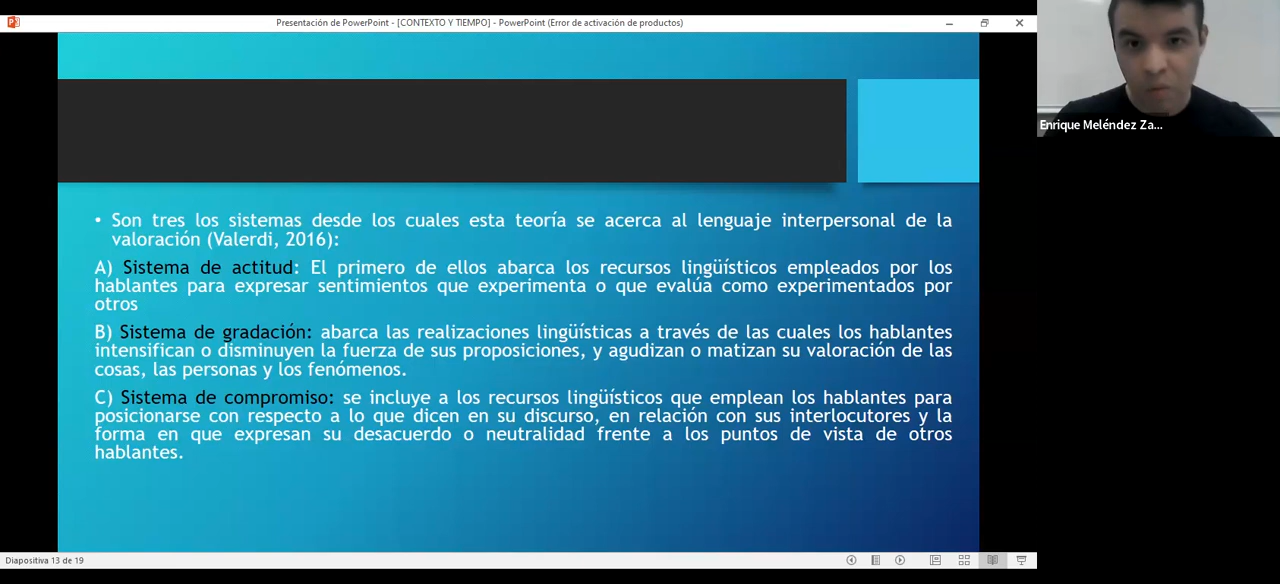 Presentación de PowerPoint - [CONTEXTO Y TIEMPO] - PowerPoint (Error de activación de productos)
Enrique Meléndez Za...
• Son tres los sistemas desde los cuales esta teoría se acerca al lenguaje interpersonal de la
valoración (Valerdi, 2016):
A) Sistema de actitud: El primero de ellos abarca los recursos lingüísticos empleados por los
hablantes para expresar sentimientos que experimenta o que evalúa como experimentados por
otros
B) Sistema de gradación: abarca las realizaciones lingüísticas a través de las cuales los hablantes
intensifican o disminuyen la fuerza de sus proposiciones, y agudizan o matizan su valoración de las
cosas, las personas y los fenómenos.
C) Sistema de compromiso: se incluye a los recursos lingüísticos que emplean los hablantes para
posicionarse con respecto a lo que dicen en su discurso, en relación con sus interlocutores y la
forma en que expresan su desacuerdo o neutralidad frente a los puntos de vista de otros
hablantes.
Diapositiva 13 de 19